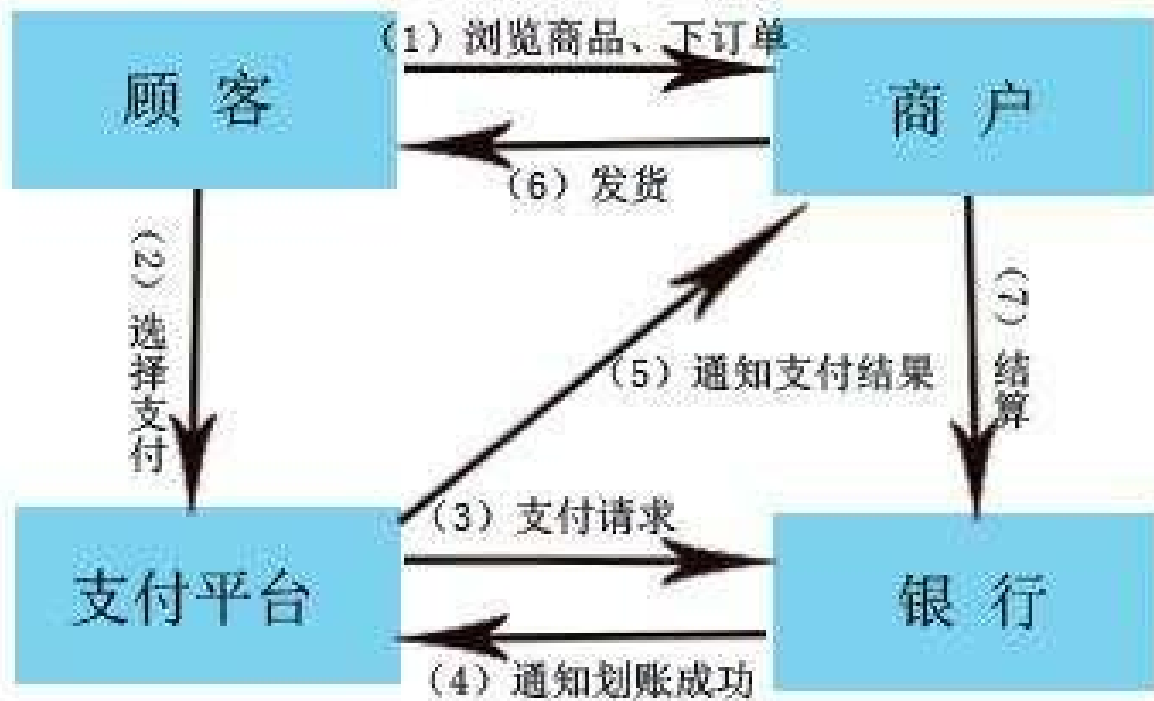 (1) 浏览商品、下订单
顾 客
商 户
(6) 发货
(2) 选择支付
(7) 结算
(5) 通知支付结果
(3) 支付请求
支付平台
银 行
(4) 通知划账成功